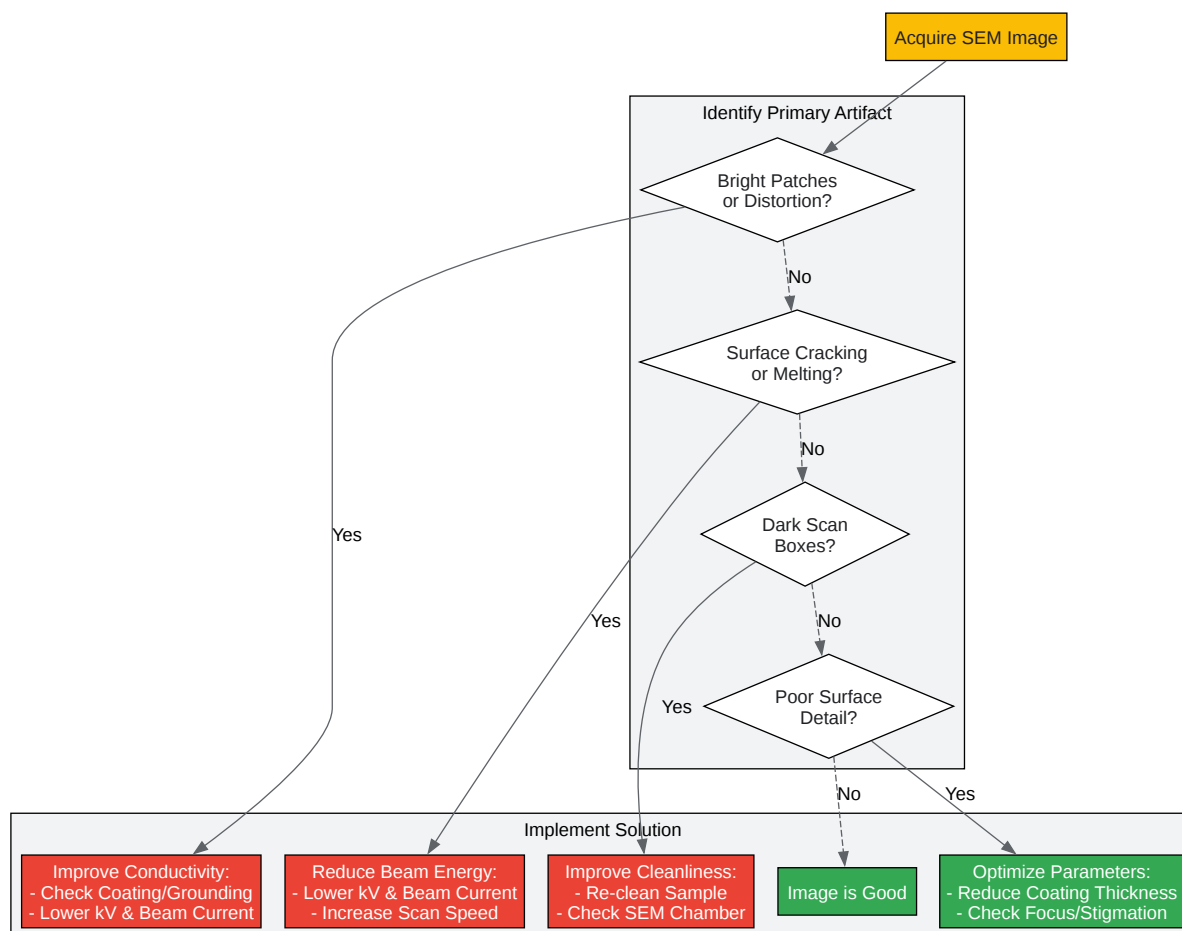 Acquire SEM Image
Identify Primary Artifact
Bright Patches
or Distortion?
No
Surface Cracking
or Melting?
No
Yes
Dark Scan
Boxes?
Yes
No
Poor Surface
Detail?
Yes
No
Yes
Implement Solution
Improve Conductivity:
- Check Coating/Grounding
- Lower kV & Beam Current
Reduce Beam Energy:
- Lower kV & Beam Current
- Increase Scan Speed
Improve Cleanliness:
- Re-clean Sample
- Check SEM Chamber
Image is Good
Optimize Parameters:
- Reduce Coating Thickness
- Check Focus/Stigmation